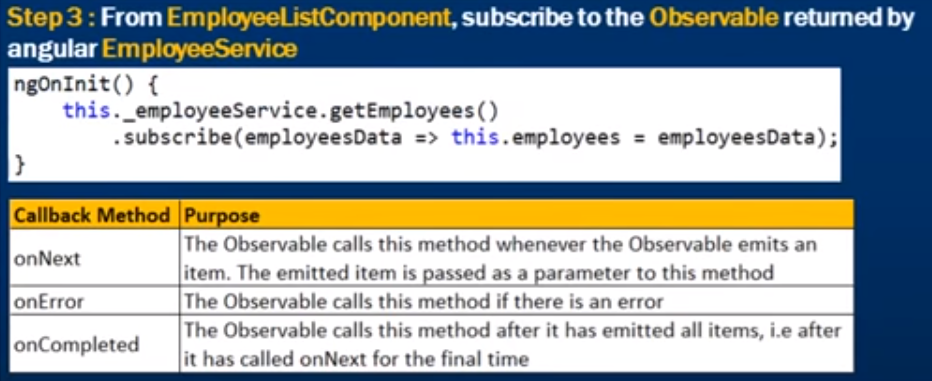 Step 3 : From EmployeeListComponent, subscribe to the Observable returned by
angular EmployeeService
ngOnInit() {
    this._employeeService.getEmployees()
        .subscribe(employeesData => this.employees = employeesData);
}
Callback Method Purpose
onNext
The Observable calls this method whenever the Observable emits an
item. The emitted item is passed as a parameter to this method
onError
The Observable calls this method if there is an error
onCompleted
The Observable calls this method after it has emitted all items, i.e after
it has called onNext for the final time